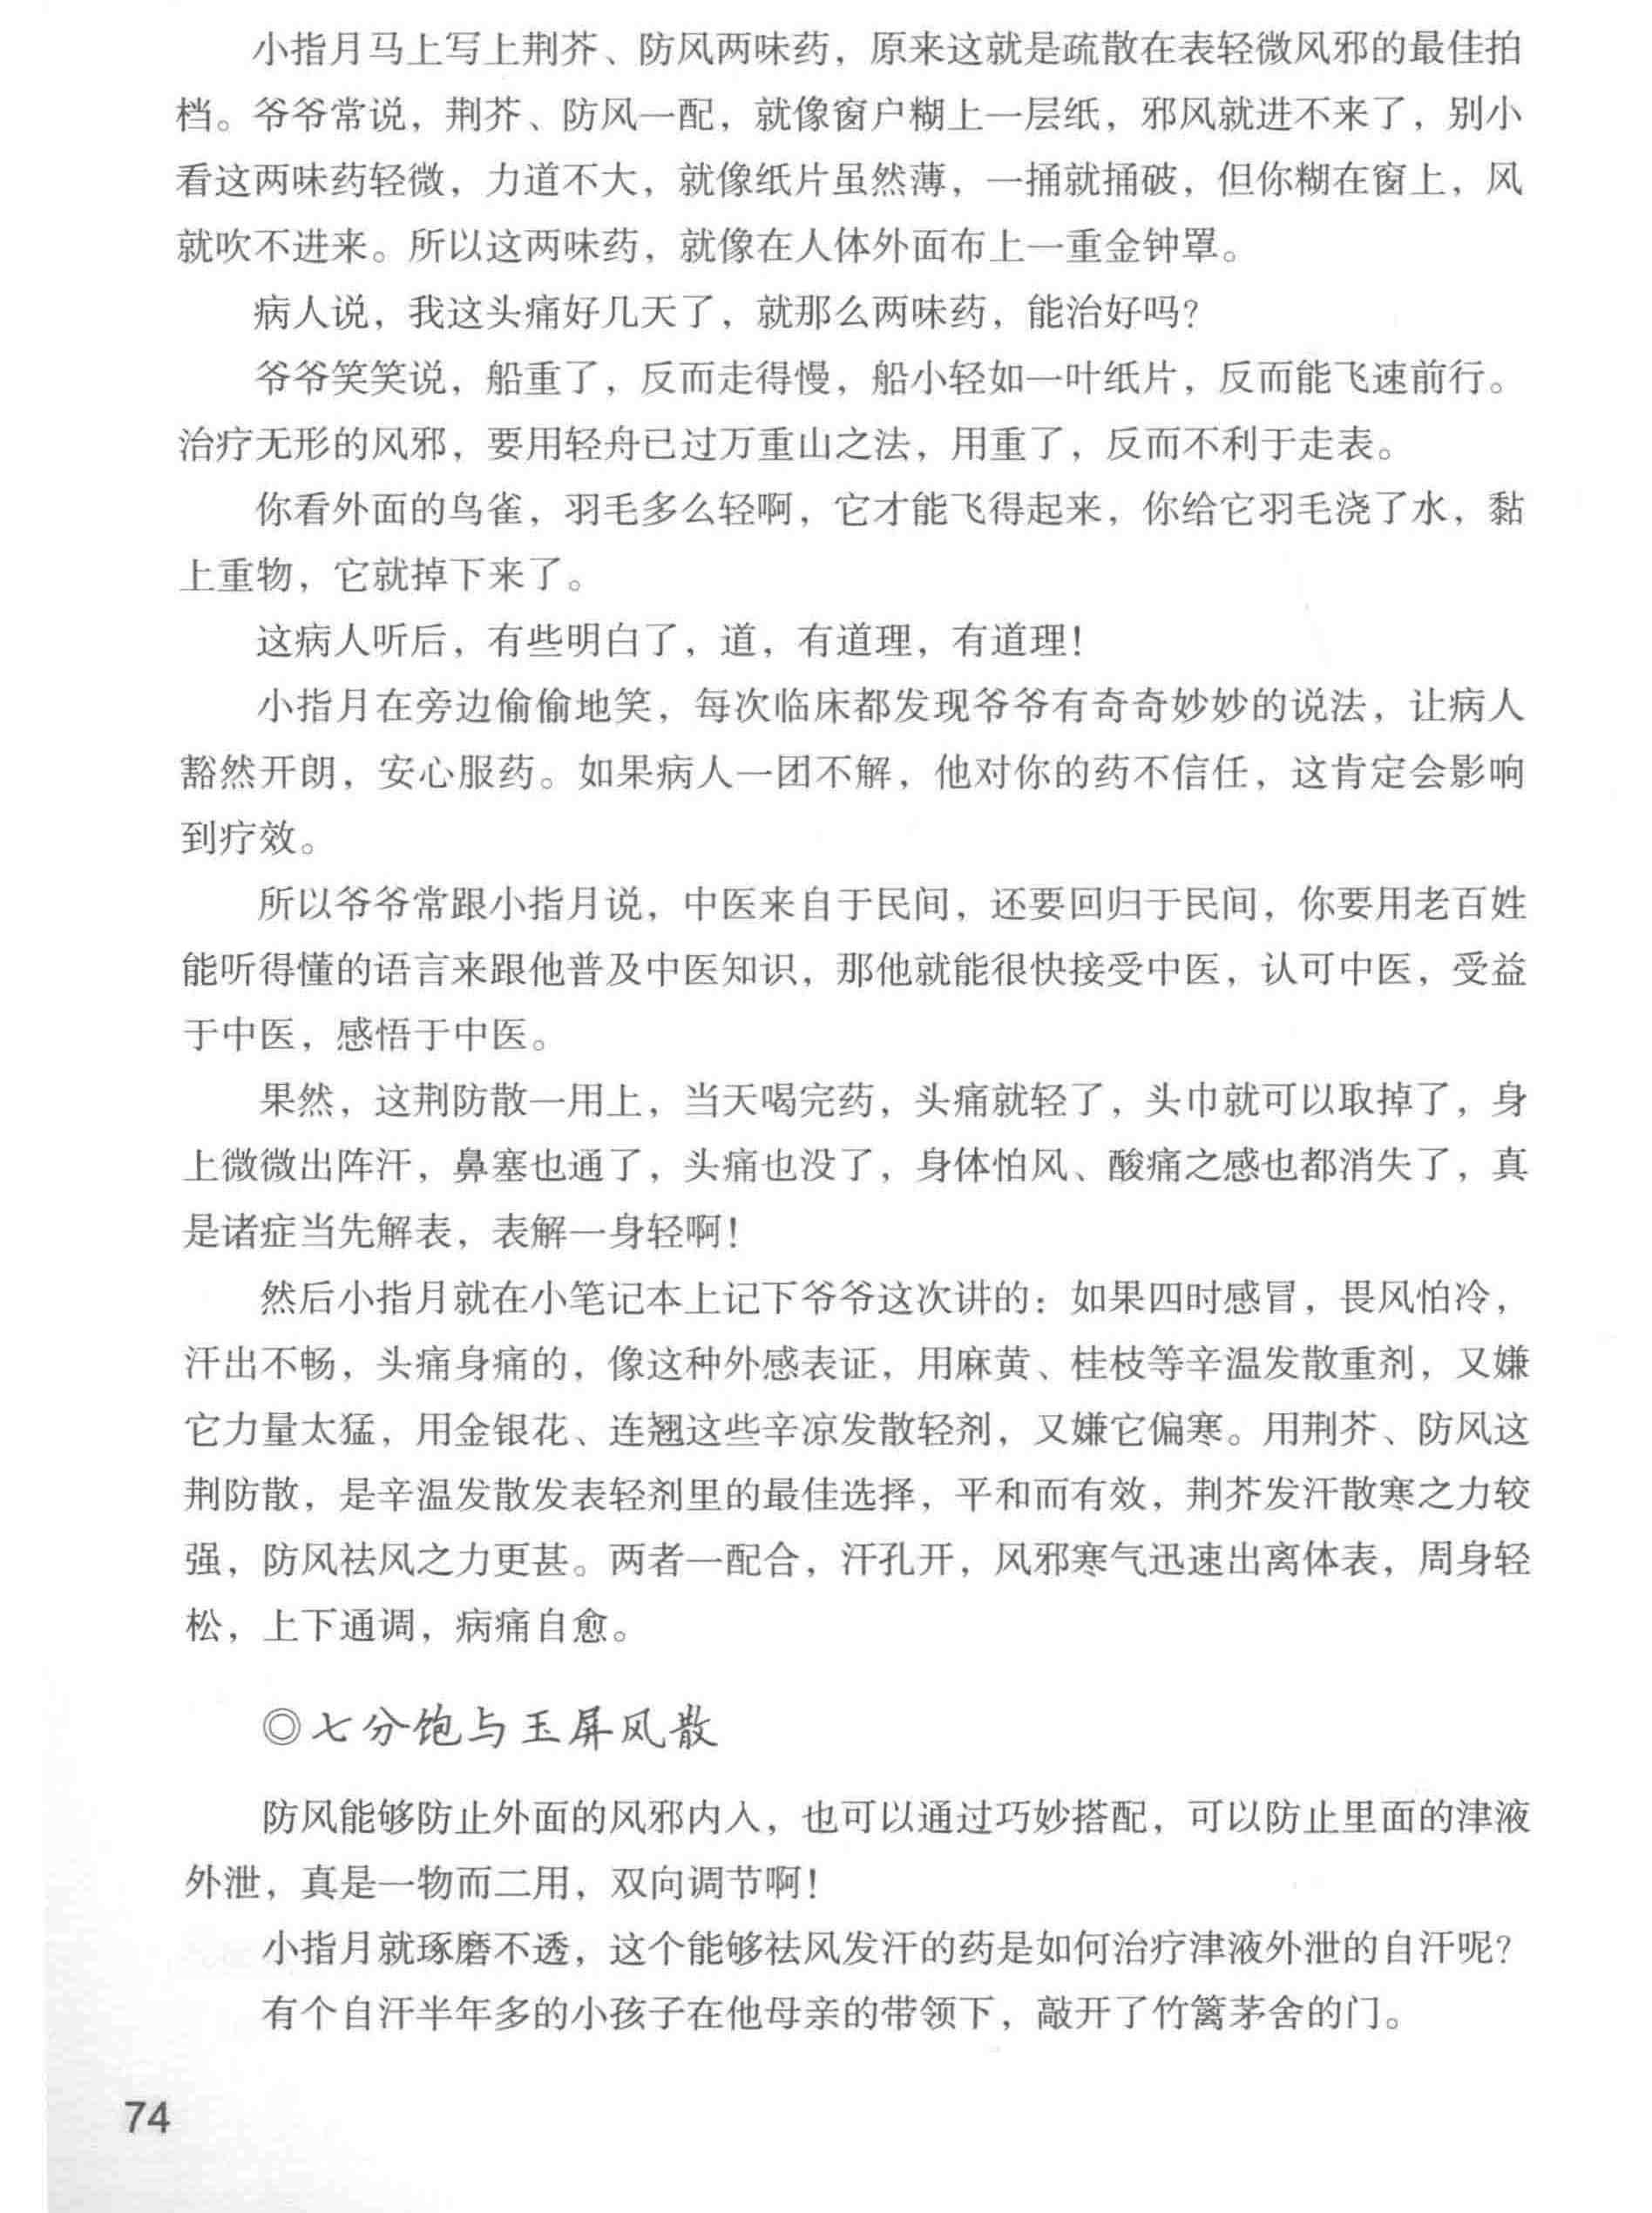 小指月马上写上荆芥、防风两味药，原来这就是疏散在表轻微风邪的最佳拍
档。爷爷常说，荆芥、防风一配，就像窗户糊上一层纸，邪风就进不来了，别小
看这两味药轻微，力道不大，就像纸片虽然薄，一捅就捅破，但你糊在窗上，风
就吹不进来。所以这两味药，就像在人体外面布上一重金钟罩。
病人说，我这头痛好几天了，就那么两味药，能治好吗？
爷爷笑笑说，船重了，反而走得慢，船小轻如一叶纸片，反而能飞速前行。
治疗无形的风邪，要用轻舟已过万重山之法，用重了，反而不利于走表。
你看外面的鸟雀，羽毛多么轻啊，它才能飞得起来，你给它羽毛浇了水，黏
上重物，它就掉下来了。
这病人听后，有些明白了，道，有道理，有道理！
小指月在旁边偷偷地笑，每次临床都发现爷爷有奇奇妙妙的说法，让病人
豁然开朗，安心服药。如果病人一团不解，他对你的药不信任，这肯定会影响
到疗效。
所以爷爷常跟小指月说，中医来自于民间，还要回归于民间，你要用老百姓
能听得懂的语言来跟他普及中医知识，那他就能很快接受中医，认可中医，受益
于中医，感悟于中医。
果然，这荆防散一用上，当天喝完药，头痛就轻了，头巾就可以取掉了，身
上微微出阵汗，鼻塞也通了，头痛也没了，身体怕风、酸痛之感也都消失了，真
是诸症当先解表，表解一身轻啊！
然后小指月就在小笔记本上记下爷爷这次讲的：如果四时感冒，畏风怕冷，
汗出不畅，头痛身痛的，像这种外感表证，用麻黄、桂枝等辛温发散重剂，又嫌
它力量太猛，用金银花、连翘这些辛凉发散轻剂，又嫌它偏寒。用荆芥、防风这
荆防散，是辛温发散发表轻剂里的最佳选择，平和而有效，荆芥发汗散寒之力较
强，防风祛风之力更甚。两者一配合，汗孔开，风邪寒气迅速出离体表，周身轻
松，上下通调，病痛自愈。
◎七分饱与玉屏风散
防风能够防止外面的风邪内入，也可以通过巧妙搭配，可以防止里面的津液
外泄，真是一物而二用，双向调节啊！
小指月就琢磨不透，这个能够祛风发汗的药是如何治疗津液外泄的自汗呢？
有个自汗半年多的小孩子在他母亲的带领下，敲开了竹篱茅舍的门。
74